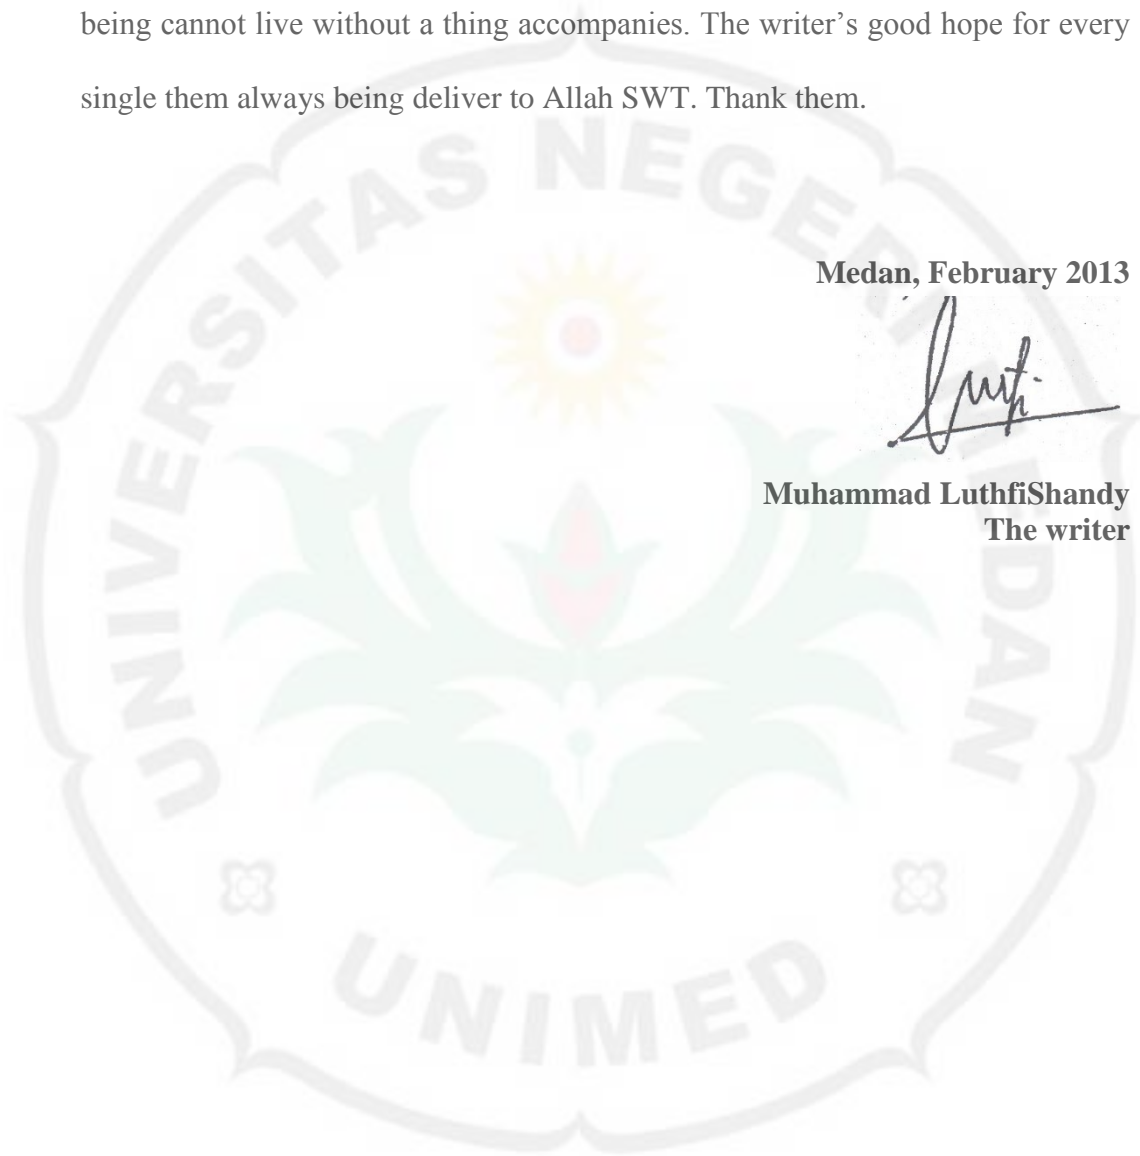 being cannot live without a thing accompanies. The writer’s good hope for every
single them always being deliver to Allah SWT. Thank them.
UNIVERSITAS NEGERI MEDAN
Medan, February 2013
Muhammad LuthfiShandy
The writer
UNIMED